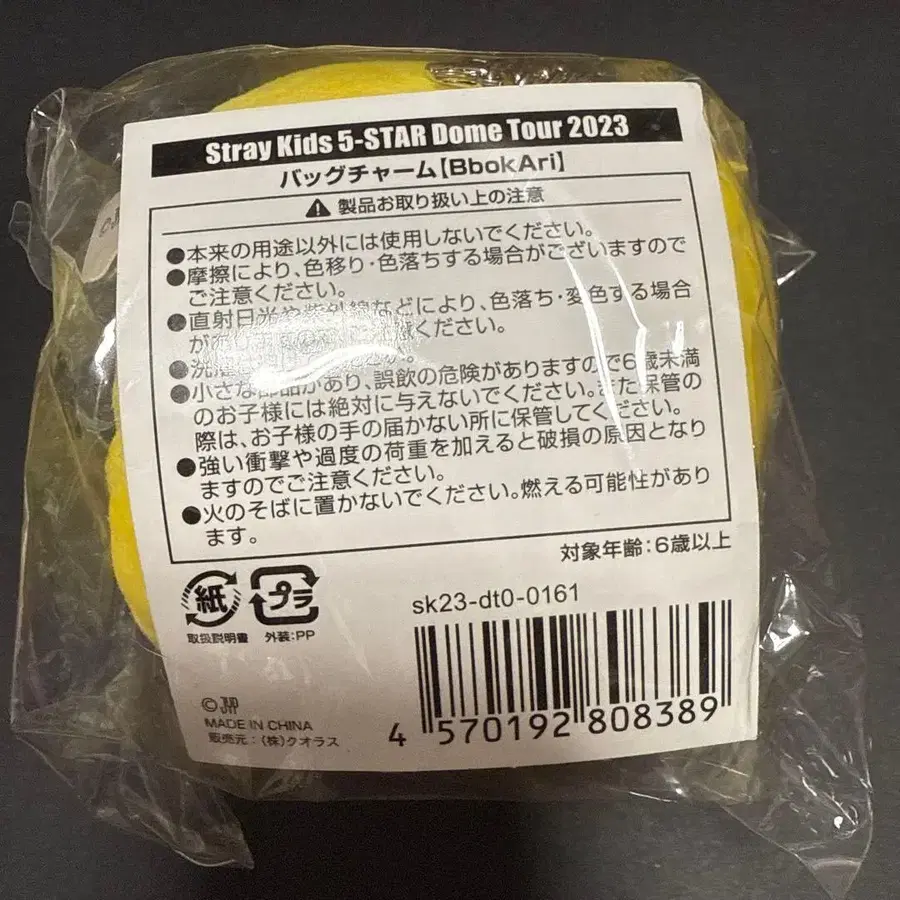 Stray Kids 5-STAR Dome Tour 2023
バッグチャーム【BbokAri】
製品お取り扱い上の注意
●本来の用途以外には使用しないでください。
●摩擦により、色移り・色落ちする場合がございますので
ご注意ください。
●直射日光や紫外線などにより、色落ち・変色する場合
ください。
●洗濯
●小さな部品があり、誤飲の危険がありますので6歳未満
のお子様には絶対に与えないでください。また保管の
際は、お子様の手の届かない所に保管してください。
●強い衝撃や過度の荷重を加えると破損の原因となり
ますのでご注意ください。
●火のそばに置かないでください。燃える可能性があり
ます。
対象年齢:6歳以上
紙
プラ
取扱説明書
外装:PP
sk23-dt0-0161
4 570192 808389
©
MADE IN CHINA
販売元:(株)クオラス